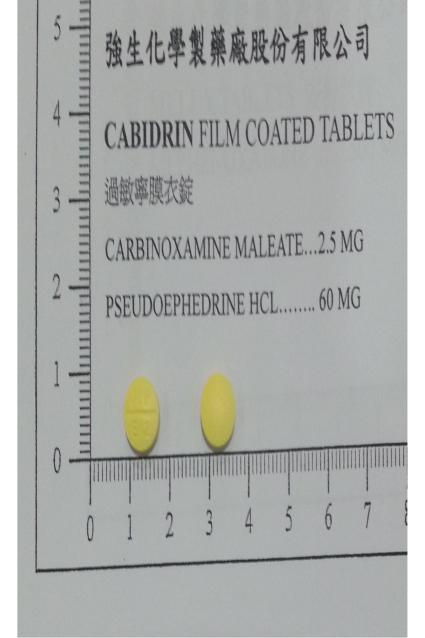 強生化學製藥廠股份有限公司
CABIDRIN FILM COATED TABLETS
過敏寧膜衣錠
CARBINOXAMINE MALEATE...2.5 MG
PSEUDOEPHEDRINE HCL........ 60 MG
5
4
3
2
1
0
0 1 2 3 4 5 6 7